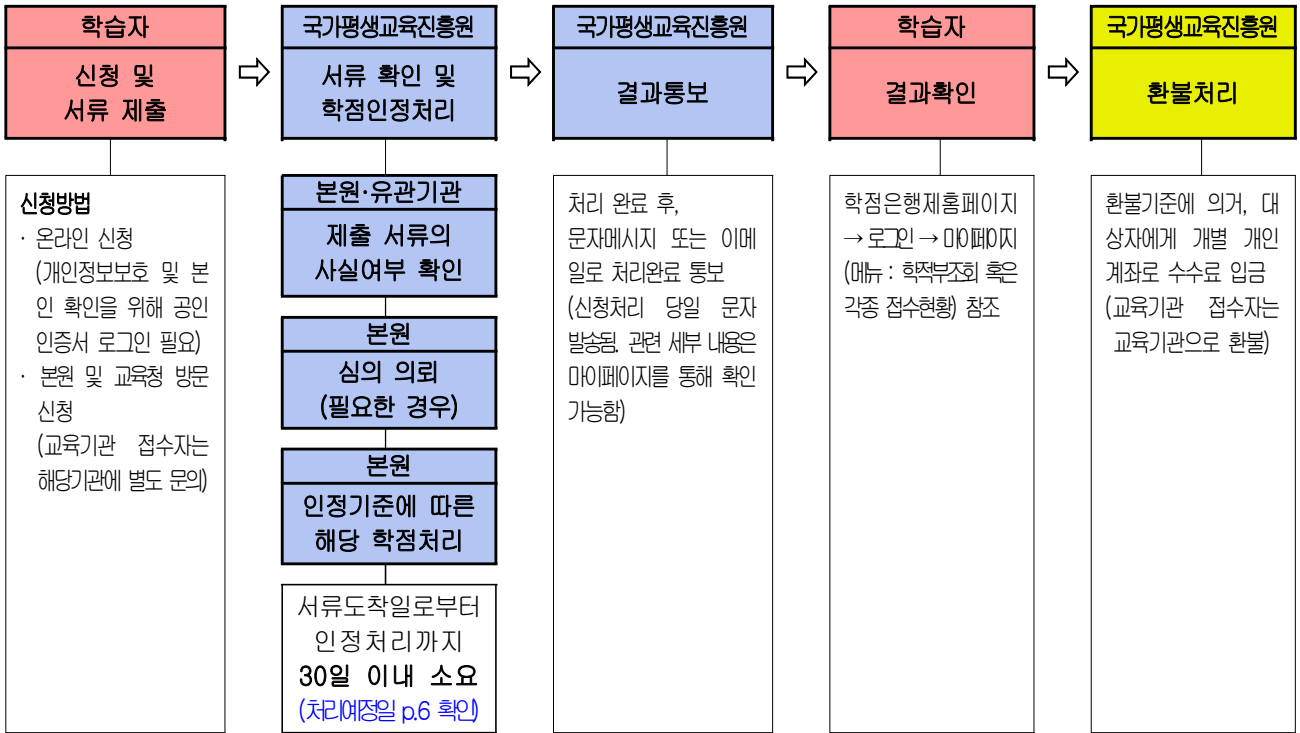 학습자
신청 및
서류 제출
신청방법
· 온라인 신청
(개인정보보호 및 본
인 확인을 위해 공인
인증서 로그인 필요)
· 본원 및 교육청 방문
신청
(교육기관 접수자는
해당기관에 별도 문의)
⇨
국가평생교육진흥원
서류 확인 및
학점인정처리
본원·유관기관
제출 서류의
사실여부 확인
본원
심의 의뢰
(필요한 경우)
본원
인정기준에 따른
해당 학점처리
서류도착일로부터
인정처리까지
30일 이내 소요
(처리예정일 p.6 확인)
⇨
국가평생교육진흥원
결과통보
처리 완료 후,
문자메시지 또는 이메
일로 처리완료 통보
(신청처리 당일 문자
발송됨. 관련 세부 내용은
마이페이지를 통해 확인
가능함)
⇨
학습자
결과확인
학점은행제홈페이지
→ 로그인 → 마이페이지
(메뉴 : 학적부조회 혹은
각종 접수현황) 참조
⇨
국가평생교육진흥원
환불처리
환불기준에 의거, 대
상자에게 개별 개인
계좌로 수수료 입금
(교육기관 접수자는
교육기관으로 환불)